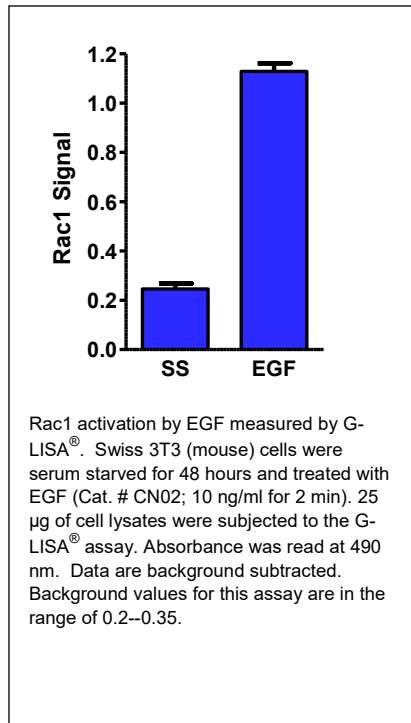 1.2
1.0
0.8
0.6
0.4
0.2
0.0
Rac1 Signal
SS EGF
Rac1 activation by EGF measured by G-
LISA®. Swiss 3T3 (mouse) cells were
serum starved for 48 hours and treated with
EGF (Cat. # CN02; 10 ng/ml for 2 min). 25
µg of cell lysates were subjected to the G-
LISA® assay. Absorbance was read at 490
nm. Data are background subtracted.
Background values for this assay are in the
range of 0.2--0.35.